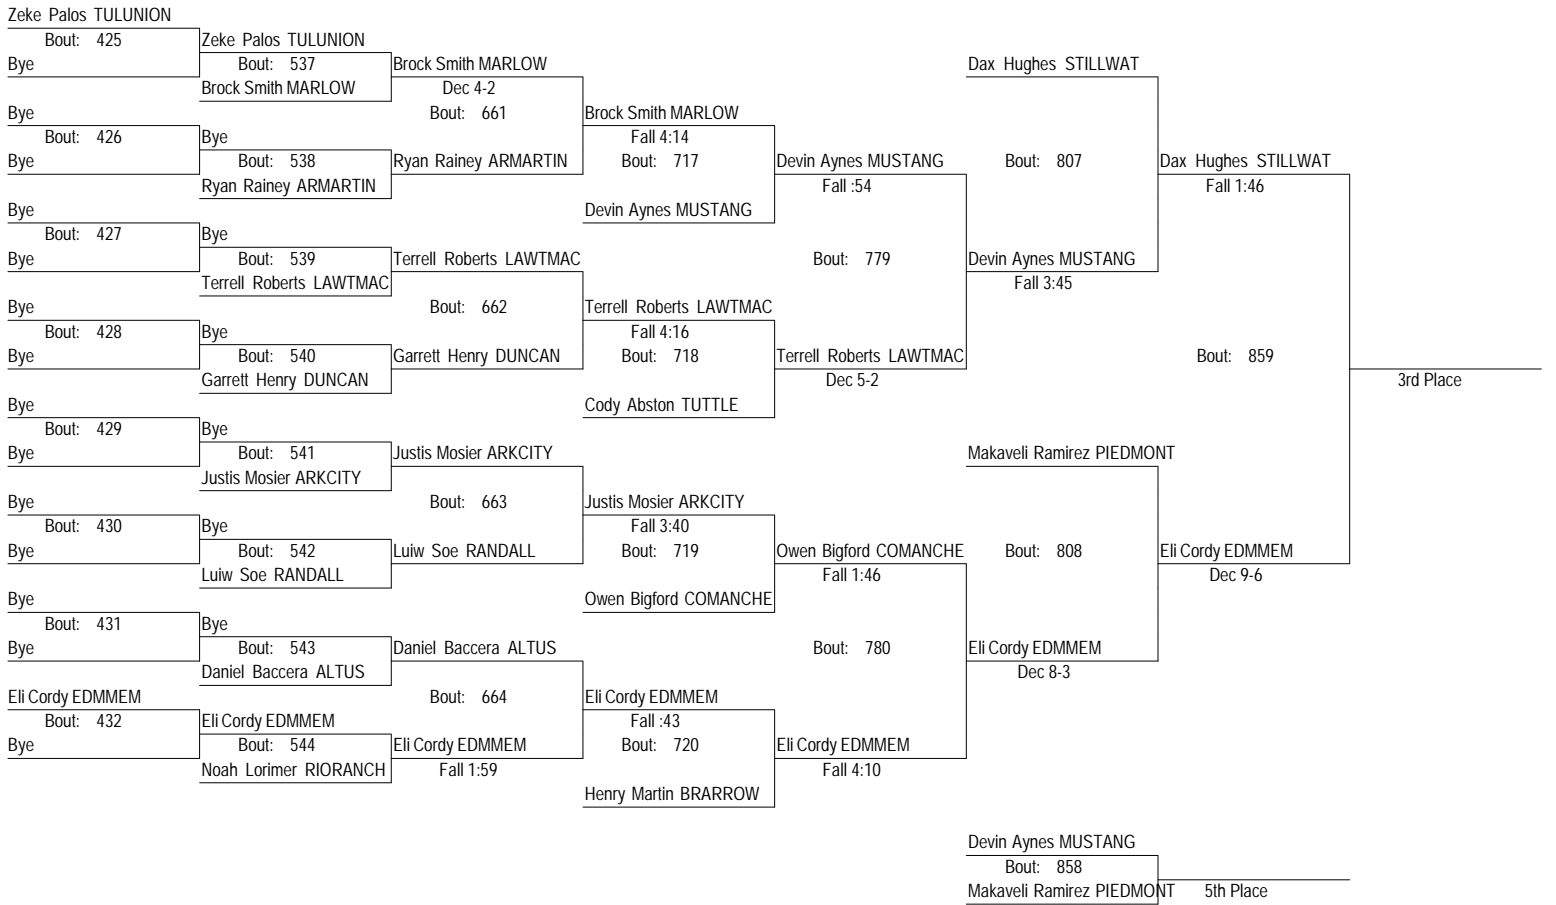 Zeke Palos TULUNION
Bout: 425
Bye
Bye
Bout: 426
Bye
Bye
Bout: 427
Bye
Bye
Bout: 428
Bye
Bye
Bout: 429
Bye
Bye
Bout: 430
Bye
Bye
Bout: 431
Bye
Eli Cordy EDMMEM
Bout: 432
Bye
Zeke Palos TULUNION
Bout: 537
Brock Smith MARLOW
Bye
Bout: 538
Ryan Rainey ARMARTIN
Bye
Bout: 539
Terrell Roberts LAWTMAC
Bye
Bout: 540
Garrett Henry DUNCAN
Bye
Bout: 541
Justis Mosier ARKCITY
Bye
Bout: 542
Luiw Soe RANDALL
Bye
Bout: 543
Daniel Baccera ALTUS
Eli Cordy EDMMEM
Bout: 544
Noah Lorimer RIORANCH
Brock Smith MARLOW
Dec 4-2
Bout: 661
Ryan Rainey ARMARTIN
Terrell Roberts LAWTMAC
Bout: 662
Garrett Henry DUNCAN
Justis Mosier ARKCITY
Bout: 663
Luiw Soe RANDALL
Daniel Baccera ALTUS
Bout: 664
Eli Cordy EDMMEM
Fall 1:59
Brock Smith MARLOW
Fall 4:14
Bout: 717
Devin Aynes MUSTANG
Terrell Roberts LAWTMAC
Fall 4:16
Bout: 718
Cody Abston TUTTLE
Justis Mosier ARKCITY
Fall 3:40
Bout: 719
Owen Bigford COMANCHE
Eli Cordy EDMMEM
Fall :43
Bout: 720
Henry Martin BRARROW
Devin Aynes MUSTANG
Fall :54
Bout: 779
Terrell Roberts LAWTMAC
Dec 5-2
Owen Bigford COMANCHE
Fall 1:46
Bout: 780
Eli Cordy EDMMEM
Fall 4:10
Dax Hughes STILLWAT
Bout: 807
Devin Aynes MUSTANG
Fall 3:45
Makaveli Ramirez PIEDMONT
Bout: 808
Eli Cordy EDMMEM
Dec 8-3
Dax Hughes STILLWAT
Fall 1:46
Bout: 859
Eli Cordy EDMMEM
Dec 9-6
3rd Place
Devin Aynes MUSTANG
Bout: 858
Makaveli Ramirez PIEDMONT
5th Place